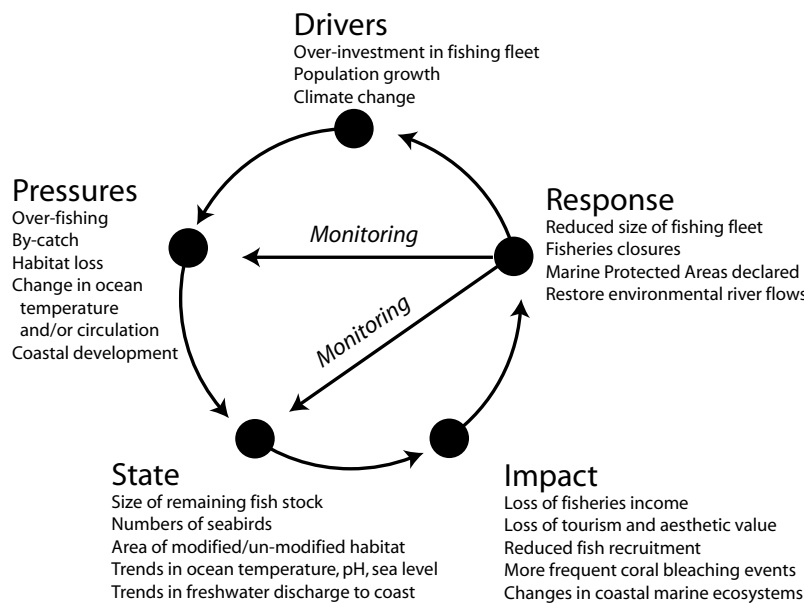 Drivers
Over-investment in fishing fleet
Population growth
Climate change
Pressures
Over-fishing
By-catch
Habitat loss
Change in ocean
temperature
and/or circulation
Coastal development
Monitoring
Monitoring
Response
Reduced size of fishing fleet
Fisheries closures
Marine Protected Areas declared
Restore environmental river flows
State
Size of remaining fish stock
Numbers of seabirds
Area of modified/un-modified habitat
Trends in ocean temperature, pH, sea level
Trends in freshwater discharge to coast
Impact
Loss of fisheries income
Loss of tourism and aesthetic value
Reduced fish recruitment
More frequent coral bleaching events
Changes in coastal marine ecosystems